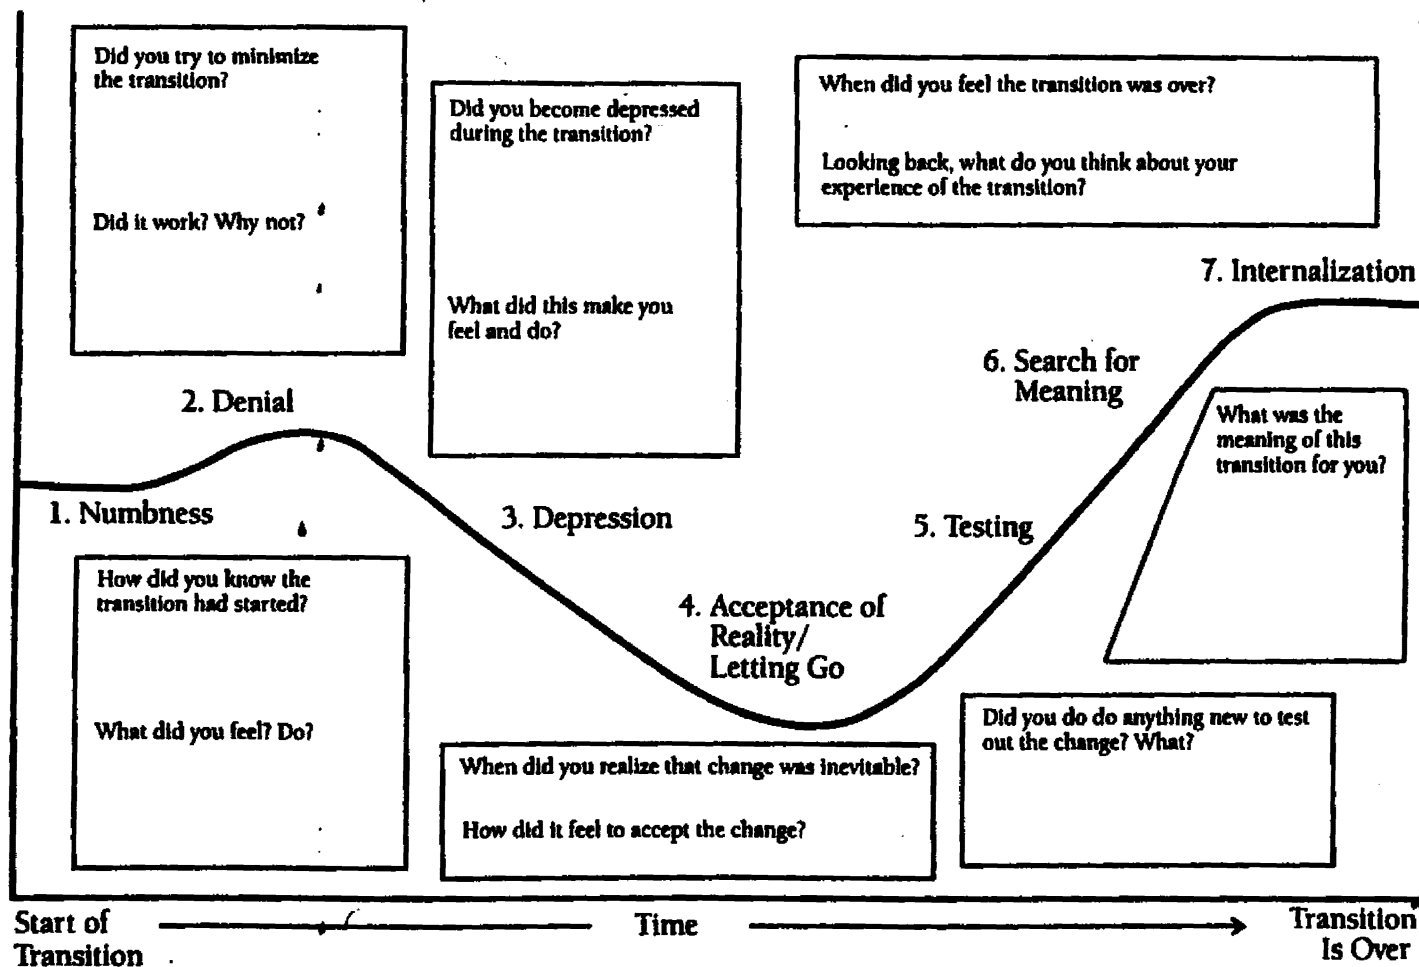 Did you try to minimize
the transition?
Did it work? Why not?
Did you become depressed
during the transition?
What did this make you
feel and do?
When did you feel the transition was over?
Looking back, what do you think about your
experience of the transition?
7. Internalization
6. Search for
Meaning
What was the
meaning of this
transition for you?
2. Denial
1. Numbness
3. Depression
5. Testing
How did you know the
transition had started?
What did you feel? Do?
4. Acceptance of
Reality/
Letting Go
When did you realize that change was inevitable?
How did it feel to accept the change?
Did you do do anything new to test
out the change? What?
Start of
Transition
Time
Transition
Is Over